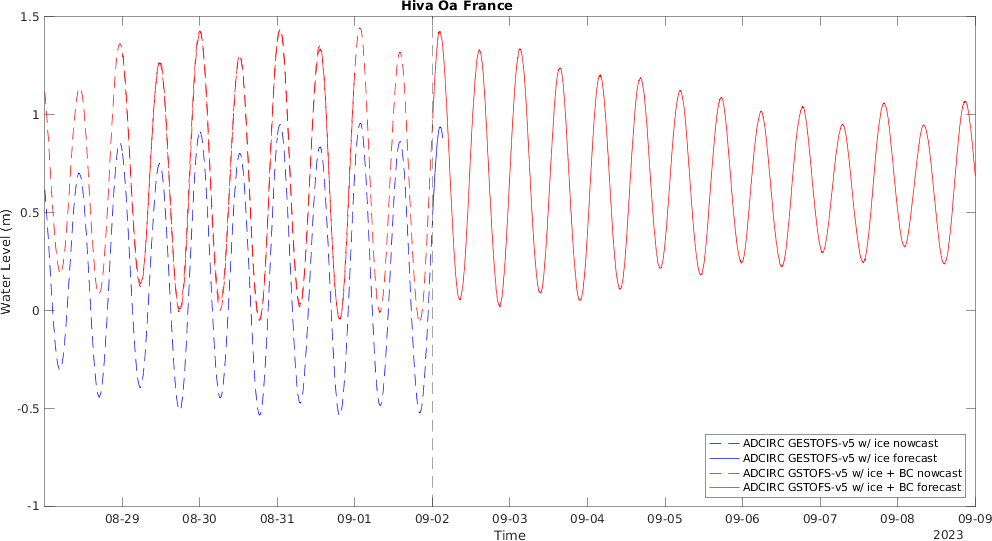 Hiva Oa France
1.5
1
0.5
0
-0.5
-1
Water Level (m)
ADCIRC GESTOFS-v5 w/ ice nowcast
ADCIRC GESTOFS-v5 w/ ice forecast
ADCIRC GSTOFS-v5 w/ ice + BC nowcast
ADCIRC GSTOFS-v5 w/ ice + BC forecast
08-29 08-30 08-31 09-01 09-02 09-03 09-04 09-05 09-06 09-07 09-08 09-09
Time
2023